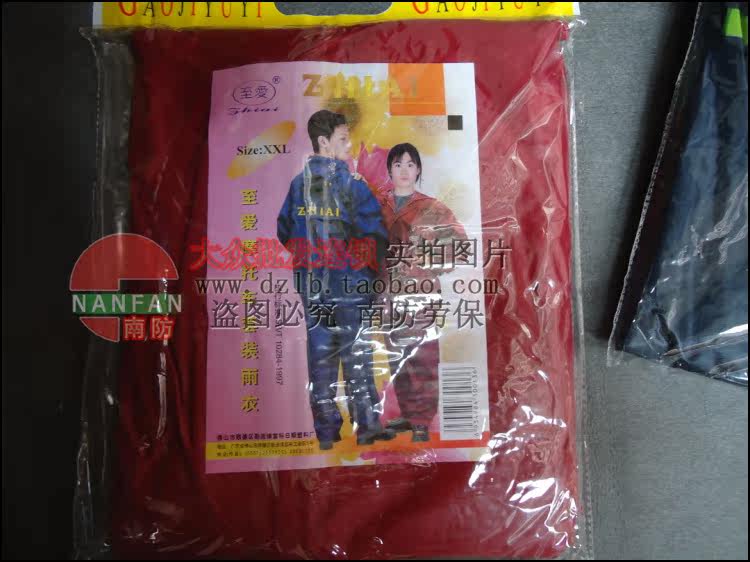 GAOJIYUYI
至愛®
Zhiai
ZHIAI
Size:XXL
ZHIAI
至爱摩托车套装雨衣
大众批发连锁 实拍图片
www.dzlb.taobao.com
盗图必究 南防劳保
NANFAN
南防